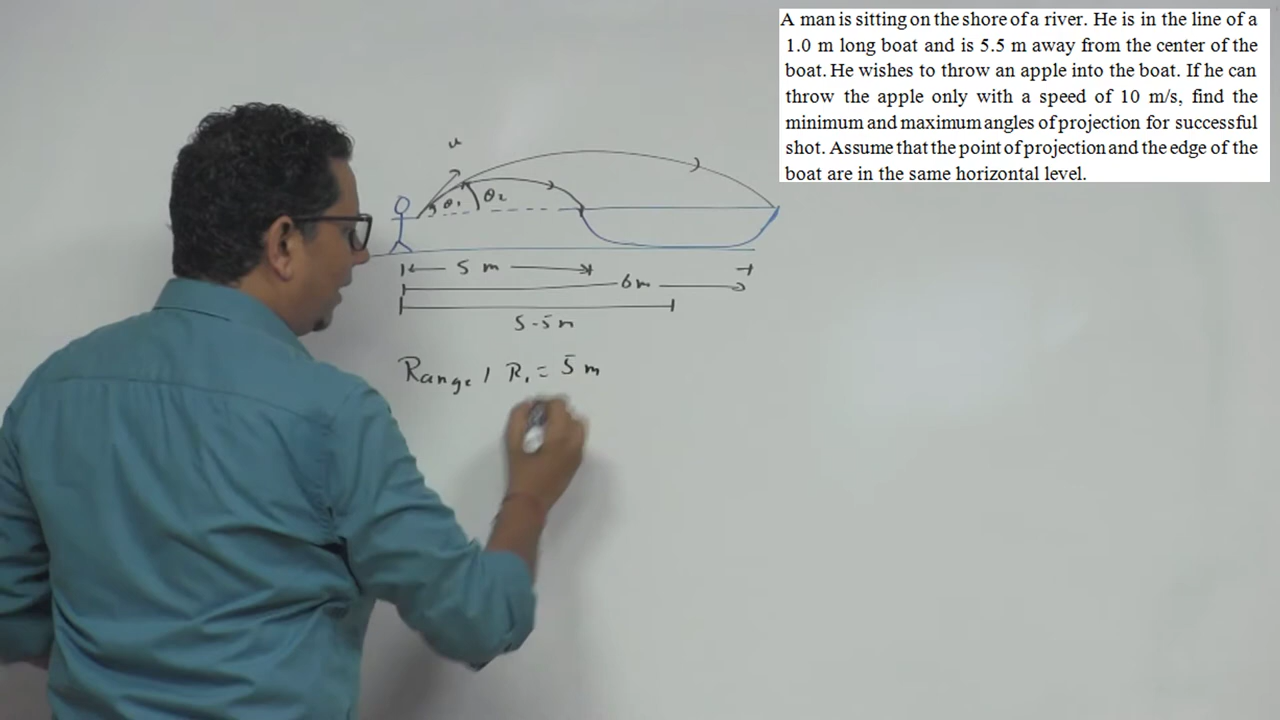 A man is sitting on the shore of a river. He is in the line of a
1.0 m long boat and is 5.5 m away from the center of the
boat. He wishes to throw an apple into the boat. If he can
throw the apple only with a speed of 10 m/s, find the
minimum and maximum angles of projection for successful
shot. Assume that the point of projection and the edge of the
boat are in the same horizontal level.
u
θ₁ θ₂
5 m
6m
5.5m
Range, R₁ = 5 m